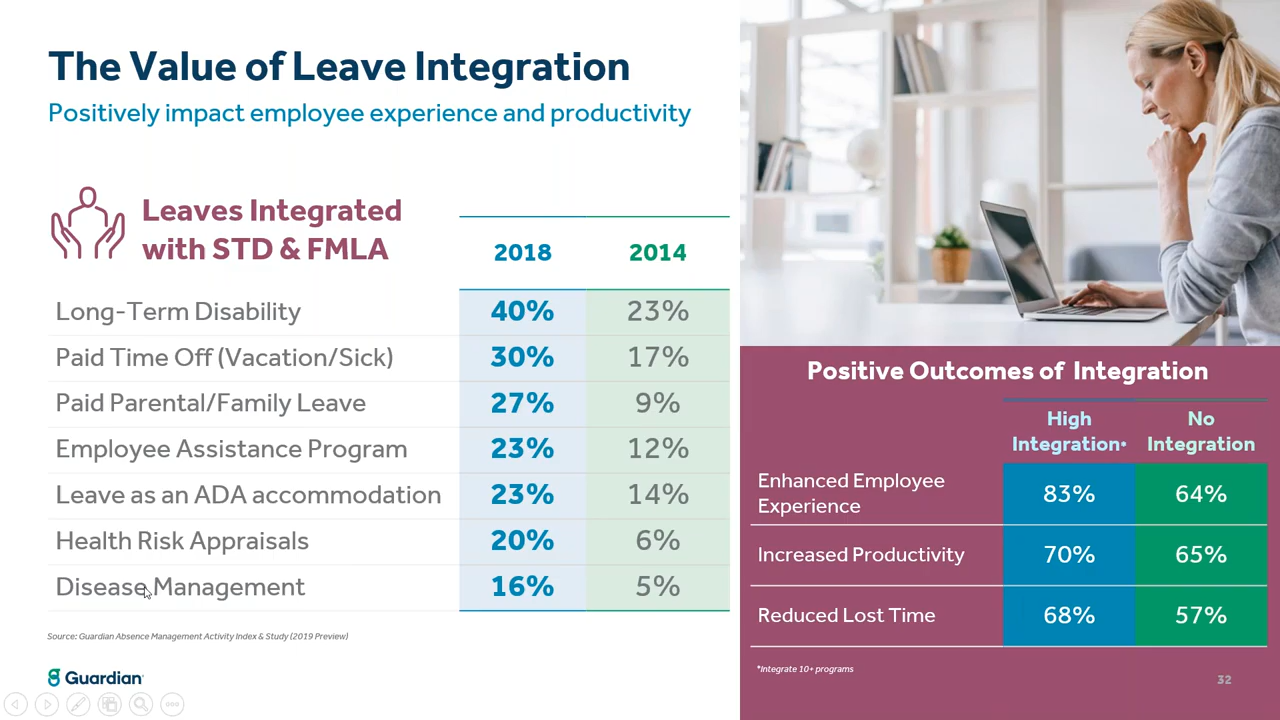 The Value of Leave Integration
Positively impact employee experience and productivity
Leaves Integrated
with STD & FMLA
2018 2014
Long-Term Disability 40% 23%
Paid Time Off (Vacation/Sick) 30% 17%
Paid Parental/Family Leave 27% 9%
Employee Assistance Program 23% 12%
Leave as an ADA accommodation 23% 14%
Health Risk Appraisals 20% 6%
Disease Management 16% 5%
Source: Guardian Absence Management Activity Index & Study (2019 Preview)
Guardian
Positive Outcomes of Integration
High
Integration*
No
Integration
Enhanced Employee
Experience
83% 64%
Increased Productivity 70% 65%
Reduced Lost Time 68% 57%
*Integrate 10+ programs
32